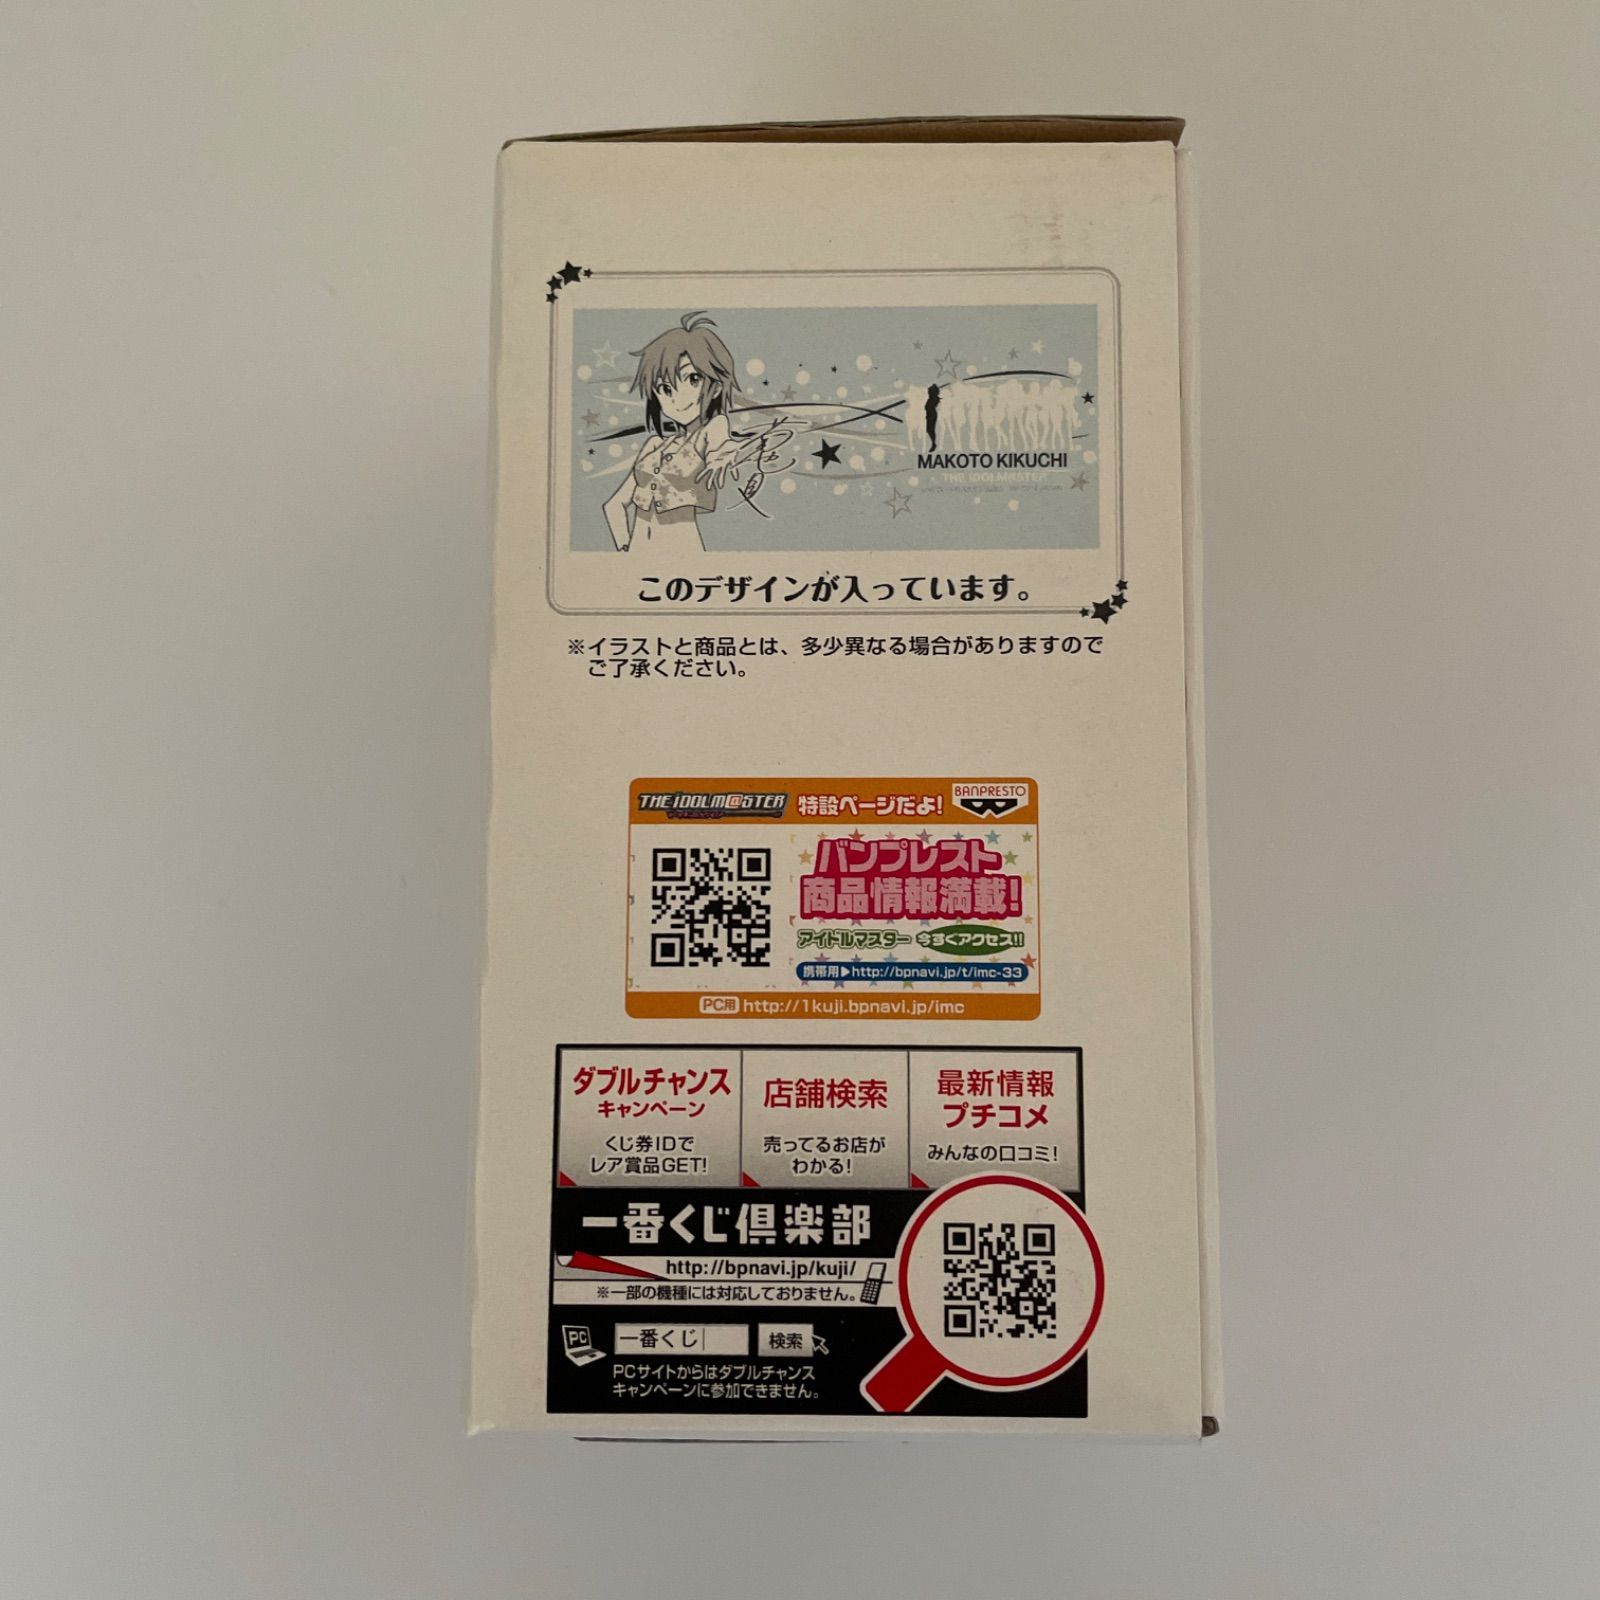 MAKOTO KIKUCHI
THE IDOLM@STER
このデザインが入っています。
※イラストと商品とは、多少異なる場合がありますので
ご了承ください。
THE iDOLM@STER 特設ページだよ! BANPRESTO
バンプレスト
商品情報満載!
アイドルマスター 今すぐアクセス!!
携帯用▶http://bpnavi.jp/t/imc-33
PC用 http://1kuji.bpnavi.jp/imc
ダブルチャンス
キャンペーン
くじ券IDで
レア賞品GET!
店舗検索
売ってるお店が
わかる!
最新情報
プチコメ
みんなの口コミ!
一番くじ倶楽部
http://bpnavi.jp/kuji/
※一部の機種には対応しておりません。
PC 一番くじ 検索
PCサイトからはダブルチャンス
キャンペーンに参加できません。